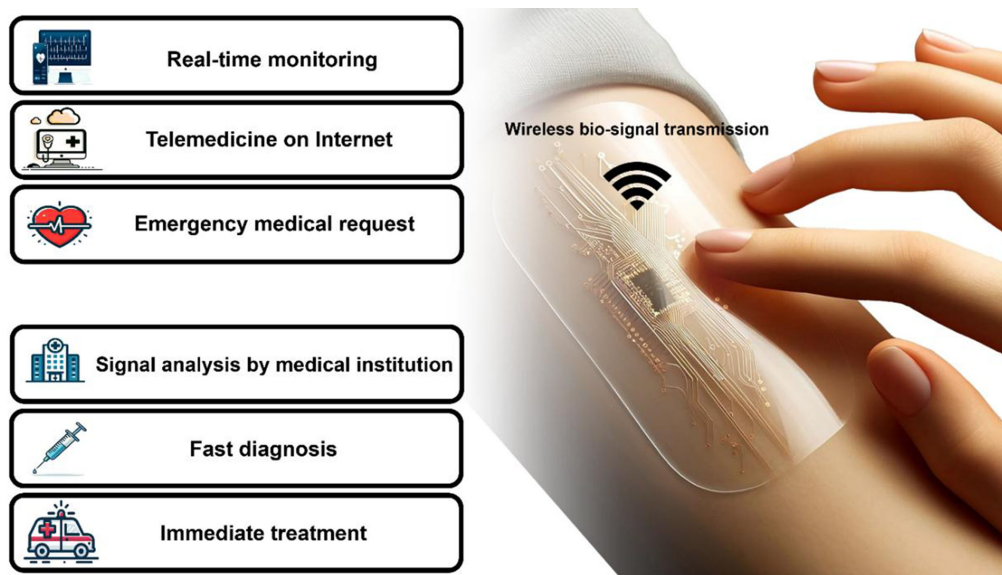 Real-time monitoring
Telemedicine on Internet
Emergency medical request
Signal analysis by medical institution
Fast diagnosis
Immediate treatment
Wireless bio-signal transmission